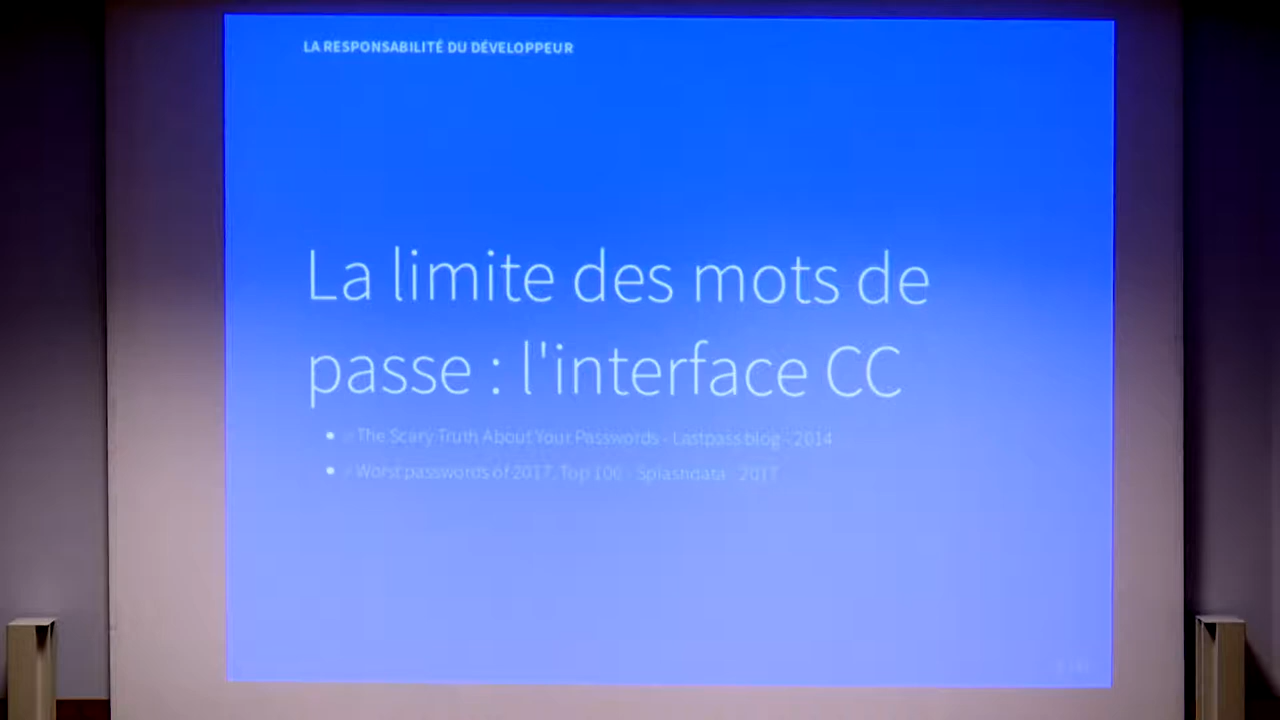 LA RESPONSABILITÉ DU DÉVELOPPEUR
La limite des mots de
passe : l'interface CC
The Scary Truth About Your Passwords - Lastpass blog - 2014
Worst passwords of 2017, Top 100 - Splashdata - 2017